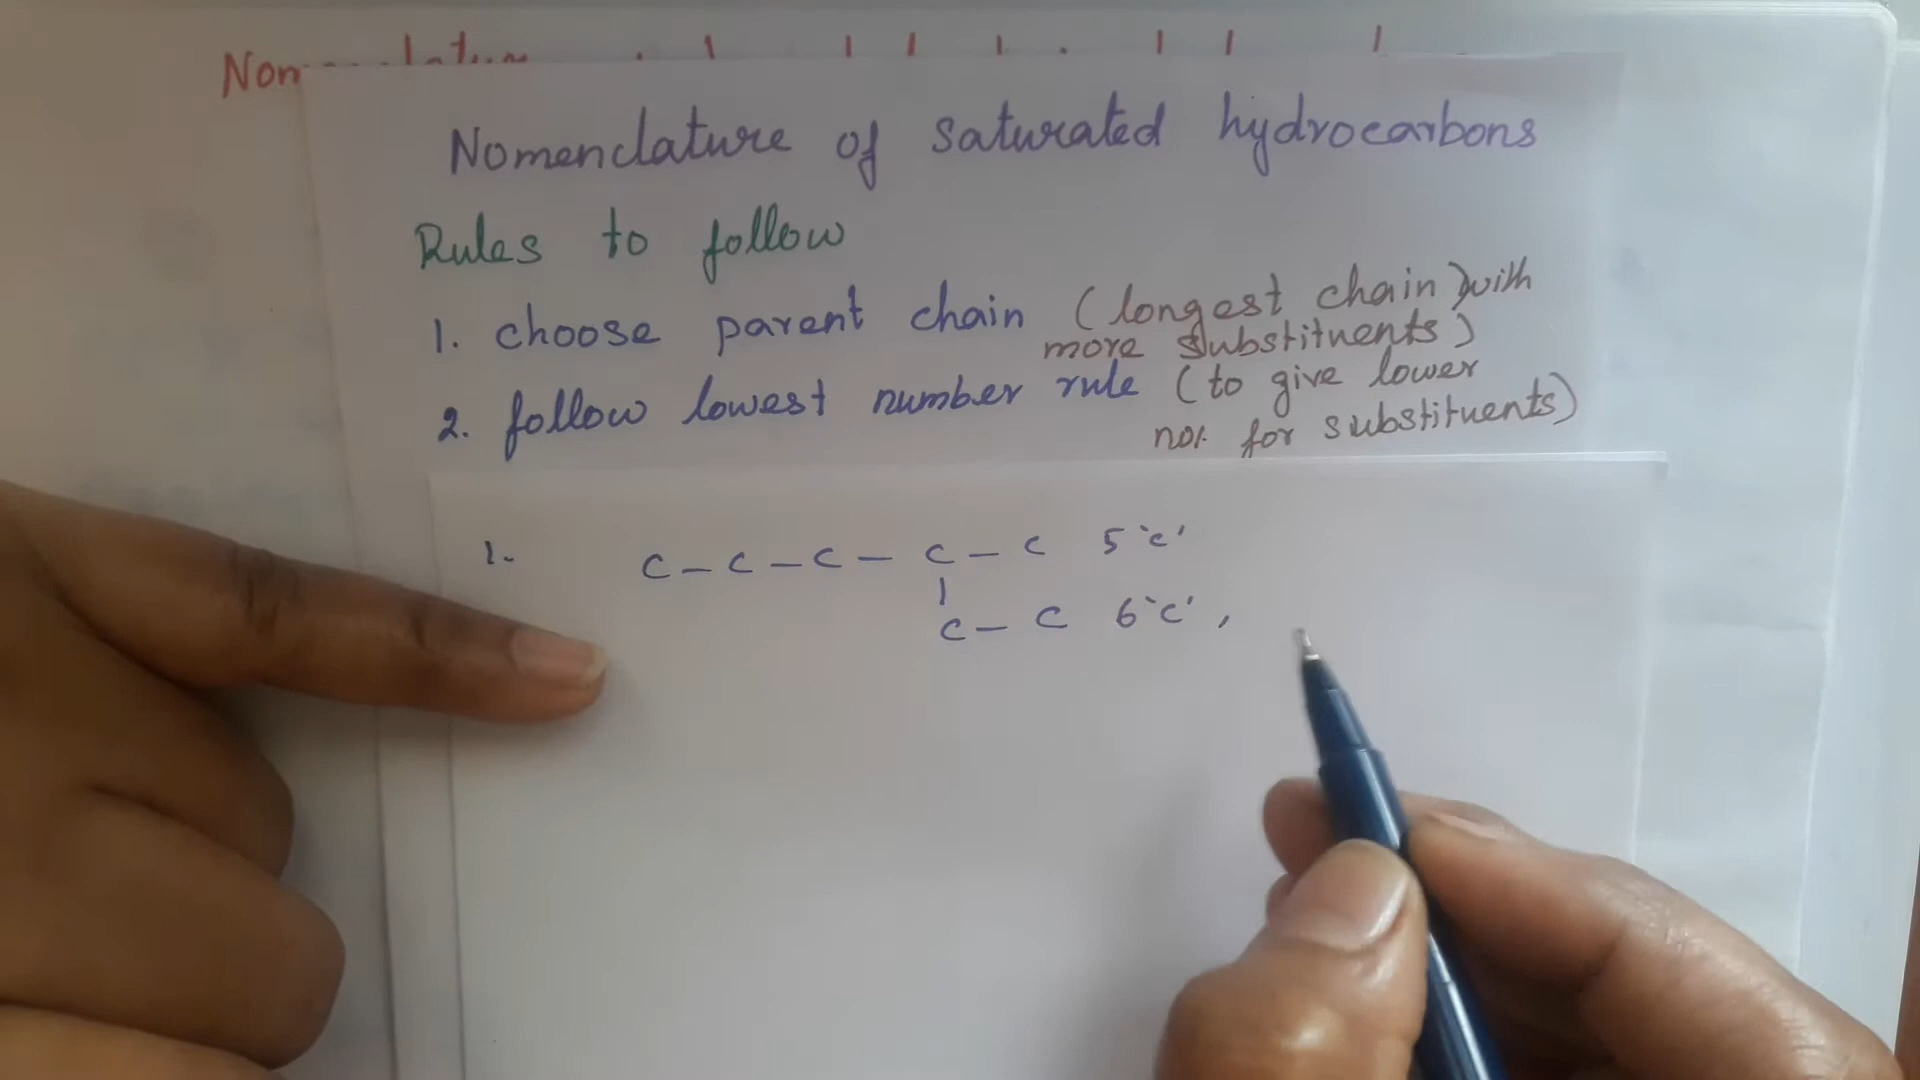 Nomenclature of saturated hydrocarbons
Rules to follow
1. choose parent chain (longest chain) with
more substituents)
2. follow lowest number rule (to give lower
no. for substituents)
1. C - C - C - C - C 5 'c'
|
C - C 6 'c' ,